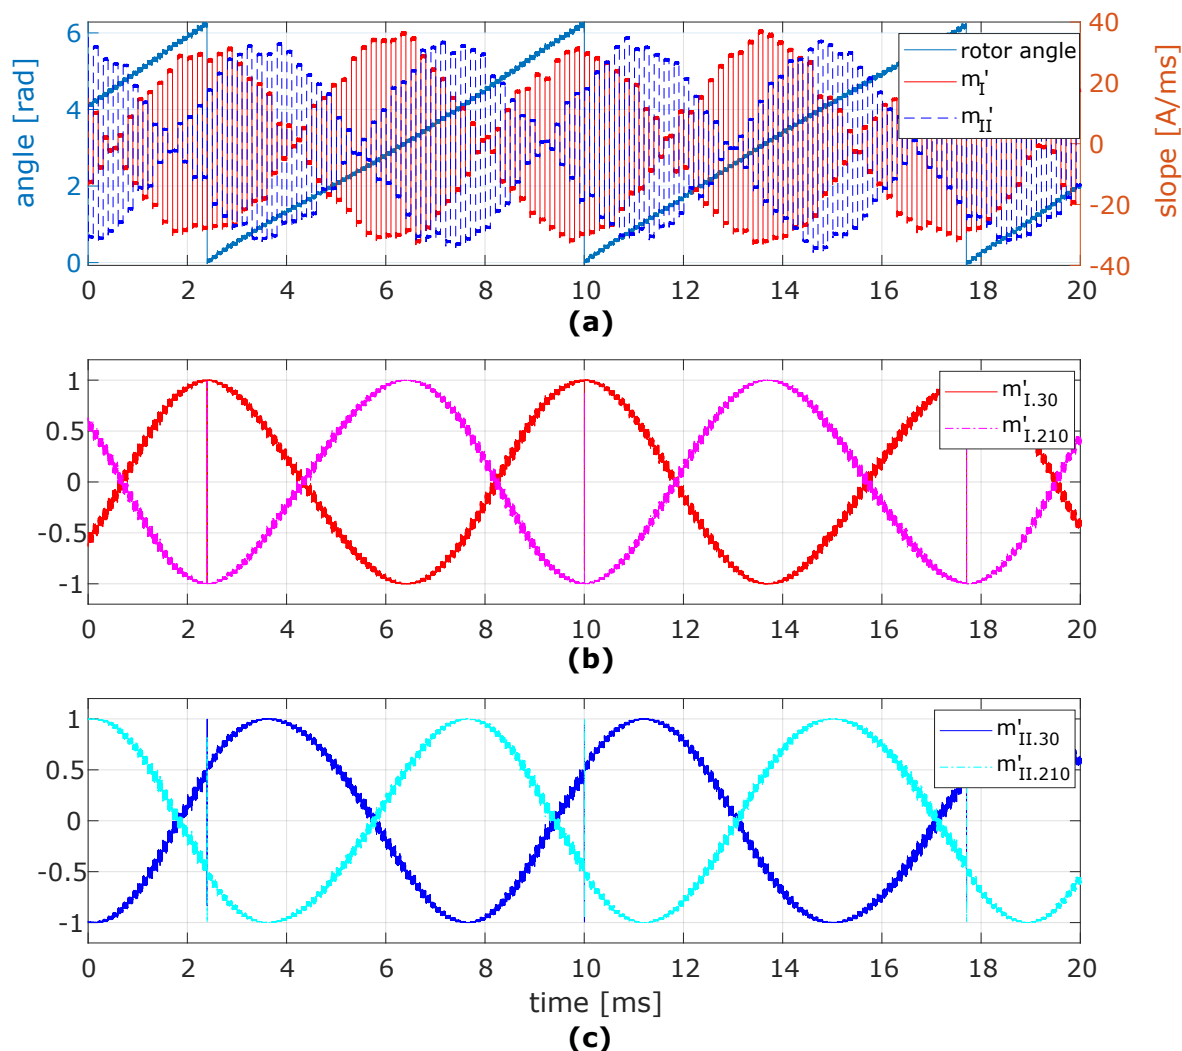 6
4
2
0
angle [rad]
40
20
0
-20
-40
slope [A/ms]
rotor angle
m'I
m'II
0 2 4 6 8 10 12 14 16 18 20
(a)
1
0.5
0
-0.5
-1
m'I.30
m'I.210
0 2 4 6 8 10 12 14 16 18 20
(b)
1
0.5
0
-0.5
-1
m'II.30
m'II.210
0 2 4 6 8 10 12 14 16 18 20
time [ms]
(c)